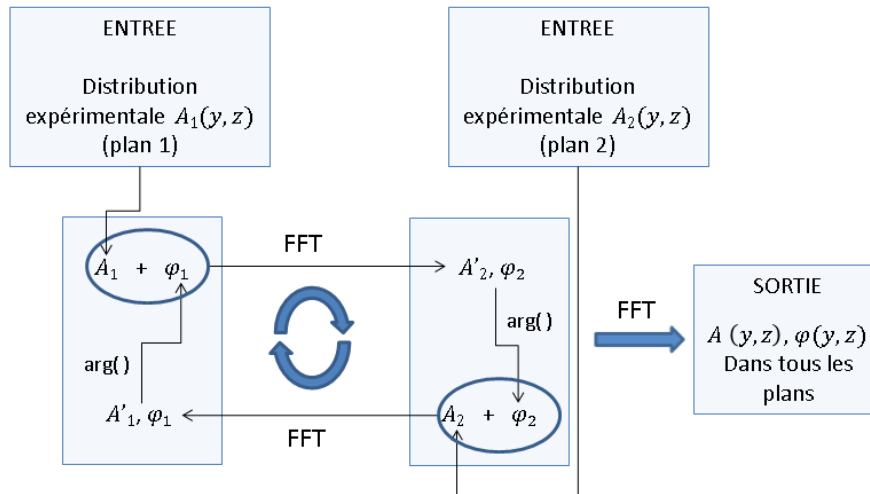 ENTREE
Distribution
expérimentale A₁(y, z)
(plan 1)
ENTREE
Distribution
expérimentale A₂(y, z)
(plan 2)
A₁ + φ₁
FFT
A'₂, φ₂
arg()
arg()
A'₁, φ₁
FFT
A₂ + φ₂
FFT
SORTIE
A (y, z), φ(y, z)
Dans tous les
plans